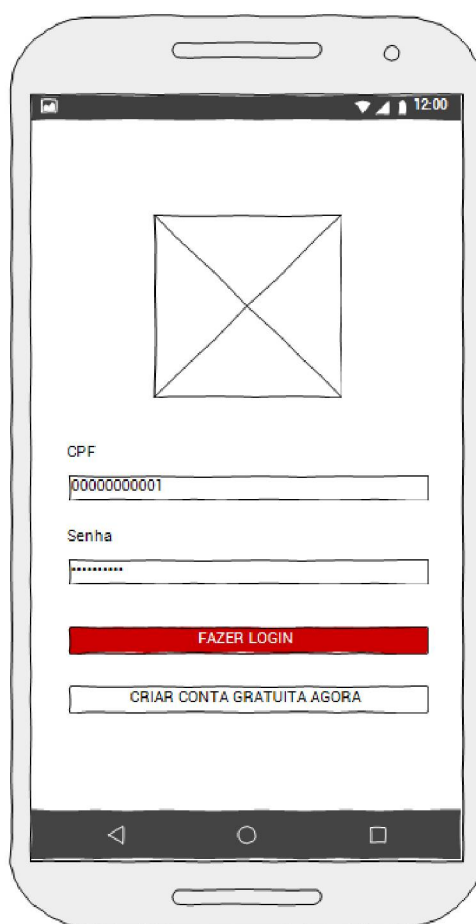 12:00
CPF
00000000001
Senha
••••••••••
FAZER LOGIN
CRIAR CONTA GRATUITA AGORA